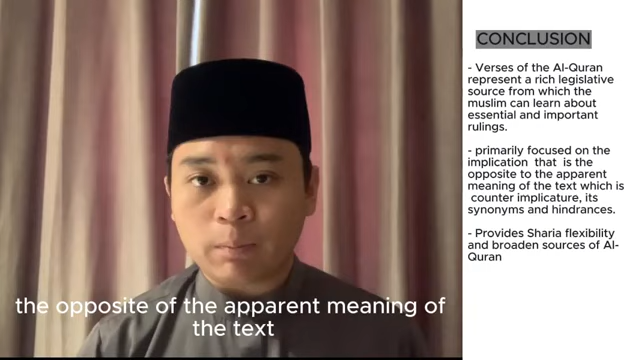 CONCLUSION
- Verses of the Al-Quran
represent a rich legislative
source from which the
muslim can learn about
essential and important
rulings.
- primarily focused on the
implication that is the
opposite to the apparent
meaning of the text which is
counter implicature, its
synonyms and hindrances.
- Provides Sharia flexibility
and broaden sources of Al-
Quran
the opposite of the apparent meaning of
the text